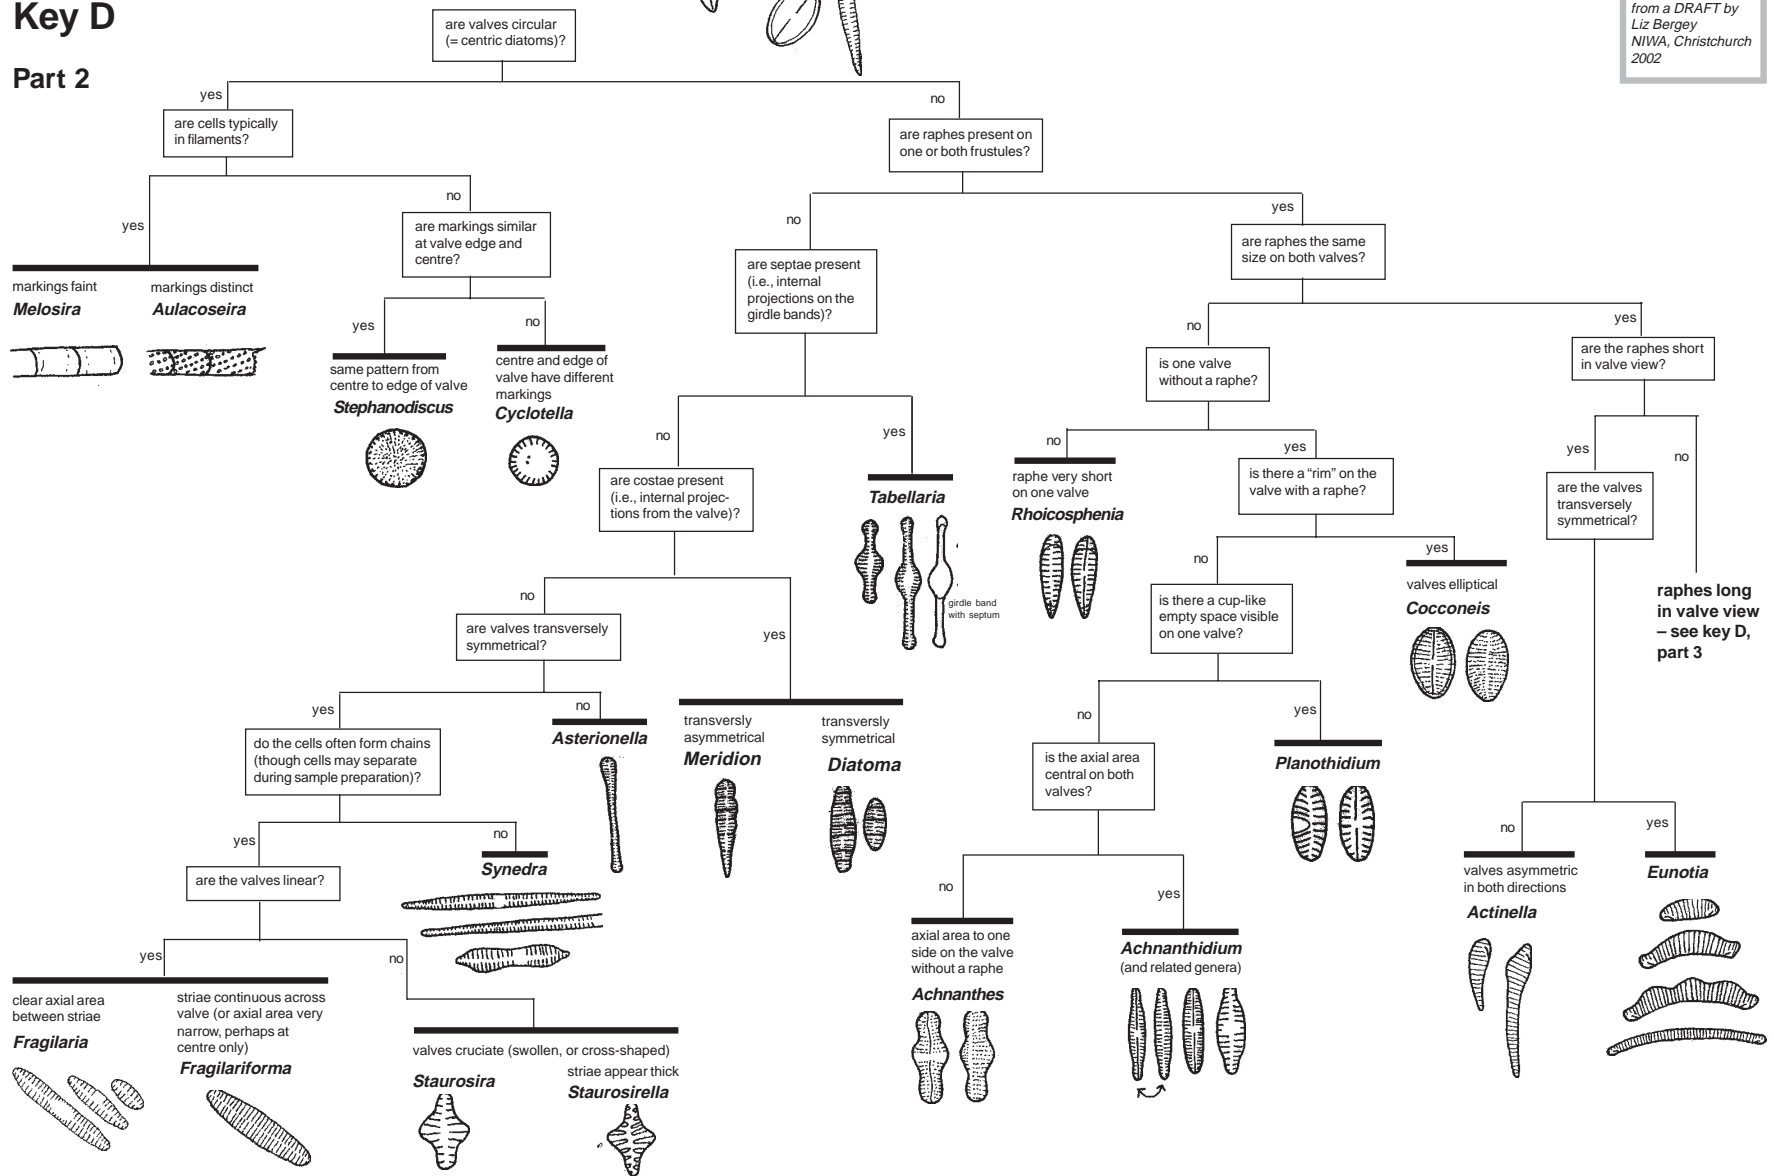 Key D
Part 2
from a DRAFT by
Liz Bergey
NIWA, Christchurch
2002
are valves circular
(= centric diatoms)?
yes
no
are cells typically
in filaments?
are raphes present on
one or both frustules?
yes
no
no
yes
are markings similar
at valve edge and
centre?
are septae present
(i.e., internal
projections on the
girdle bands)?
are raphes the same
size on both valves?
markings faint
Melosira
markings distinct
Aulacoseira
yes
no
same pattern from
centre to edge of valve
Stephanodiscus
centre and edge of
valve have different
markings
Cyclotella
no
yes
no
yes
is one valve
without a raphe?
are the raphes short
in valve view?
are costae present
(i.e., internal projec-
tions from the valve)?
Tabellaria
girdle band
with septum
no
yes
raphe very short
on one valve
Rhoicosphenia
is there a “rim” on the
valve with a raphe?
yes
no
are the valves
transversely
symmetrical?
raphes long
in valve view
– see key D,
part 3
no
yes
are valves transversely
symmetrical?
no
yes
is there a cup-like
empty space visible
on one valve?
valves elliptical
Cocconeis
yes
no
do the cells often form chains
(though cells may separate
during sample preparation)?
Asterionella
transversly
asymmetrical
Meridion
transversly
symmetrical
Diatoma
no
yes
is the axial area
central on both
valves?
Planothidium
yes
no
are the valves linear?
Synedra
no
yes
axial area to one
side on the valve
without a raphe
Achnanthes
Achnanthidium
(and related genera)
no
yes
valves asymmetric
in both directions
Actinella
Eunotia
yes
no
clear axial area
between striae
Fragilaria
striae continuous across
valve (or axial area very
narrow, perhaps at
centre only)
Fragilariforma
valves cruciate (swollen, or cross-shaped)
Staurosira
striae appear thick
Staurosirella